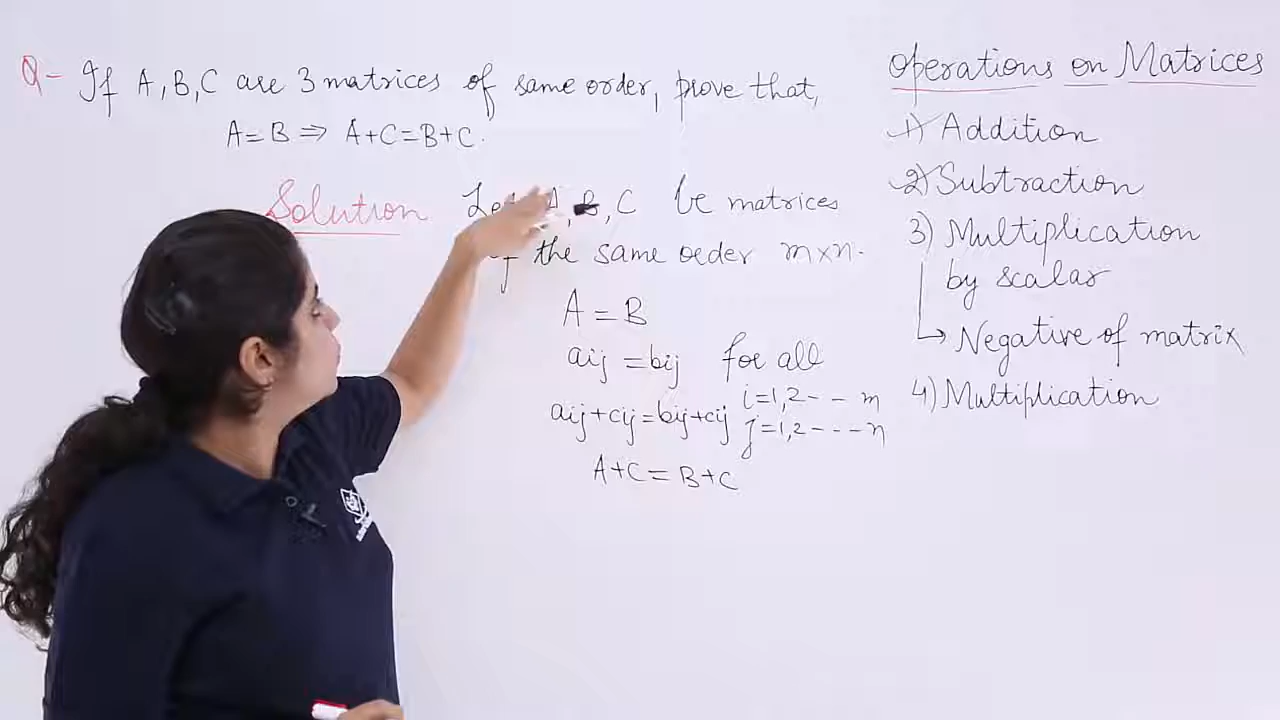 Q- If A, B, C are 3 matrices of same order, prove that,
A=B ⇒ A+C=B+C.
Solution Let A, B, C be matrices
of the same order m×n.
A = B
aij = bij for all
i=1,2- - - m
aij+cij=bij+cij j=1,2- - - - n
A+C = B+C
Operations on Matrices
1) Addition
2) Subtraction
3) Multiplication
by scalar
↳ Negative of matrix
4) Multiplication